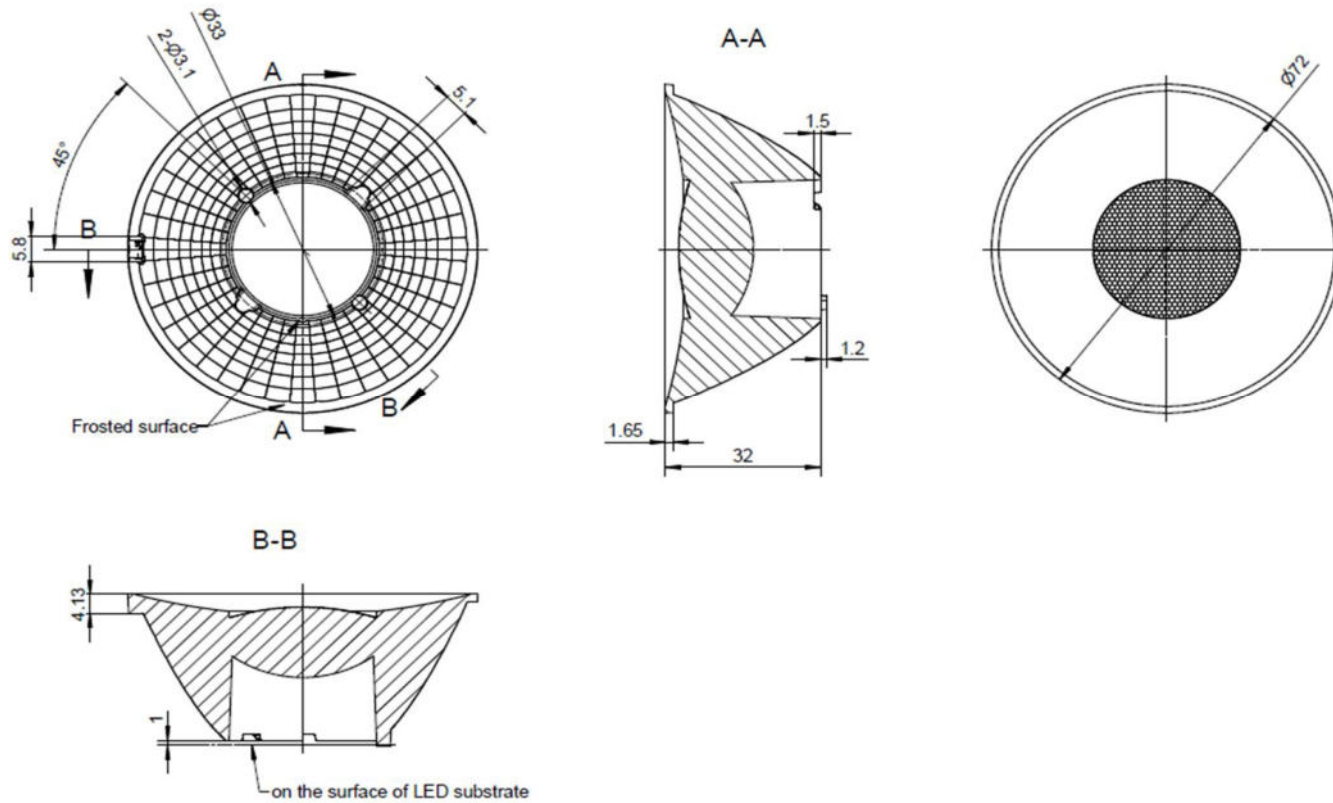 Ø33
2-Ø3.1
A
5.1
45°
B
5.8
B
Frosted surface
A
A-A
1.5
1.2
1.65
32
Ø72
B-B
4.13
1
on the surface of LED substrate